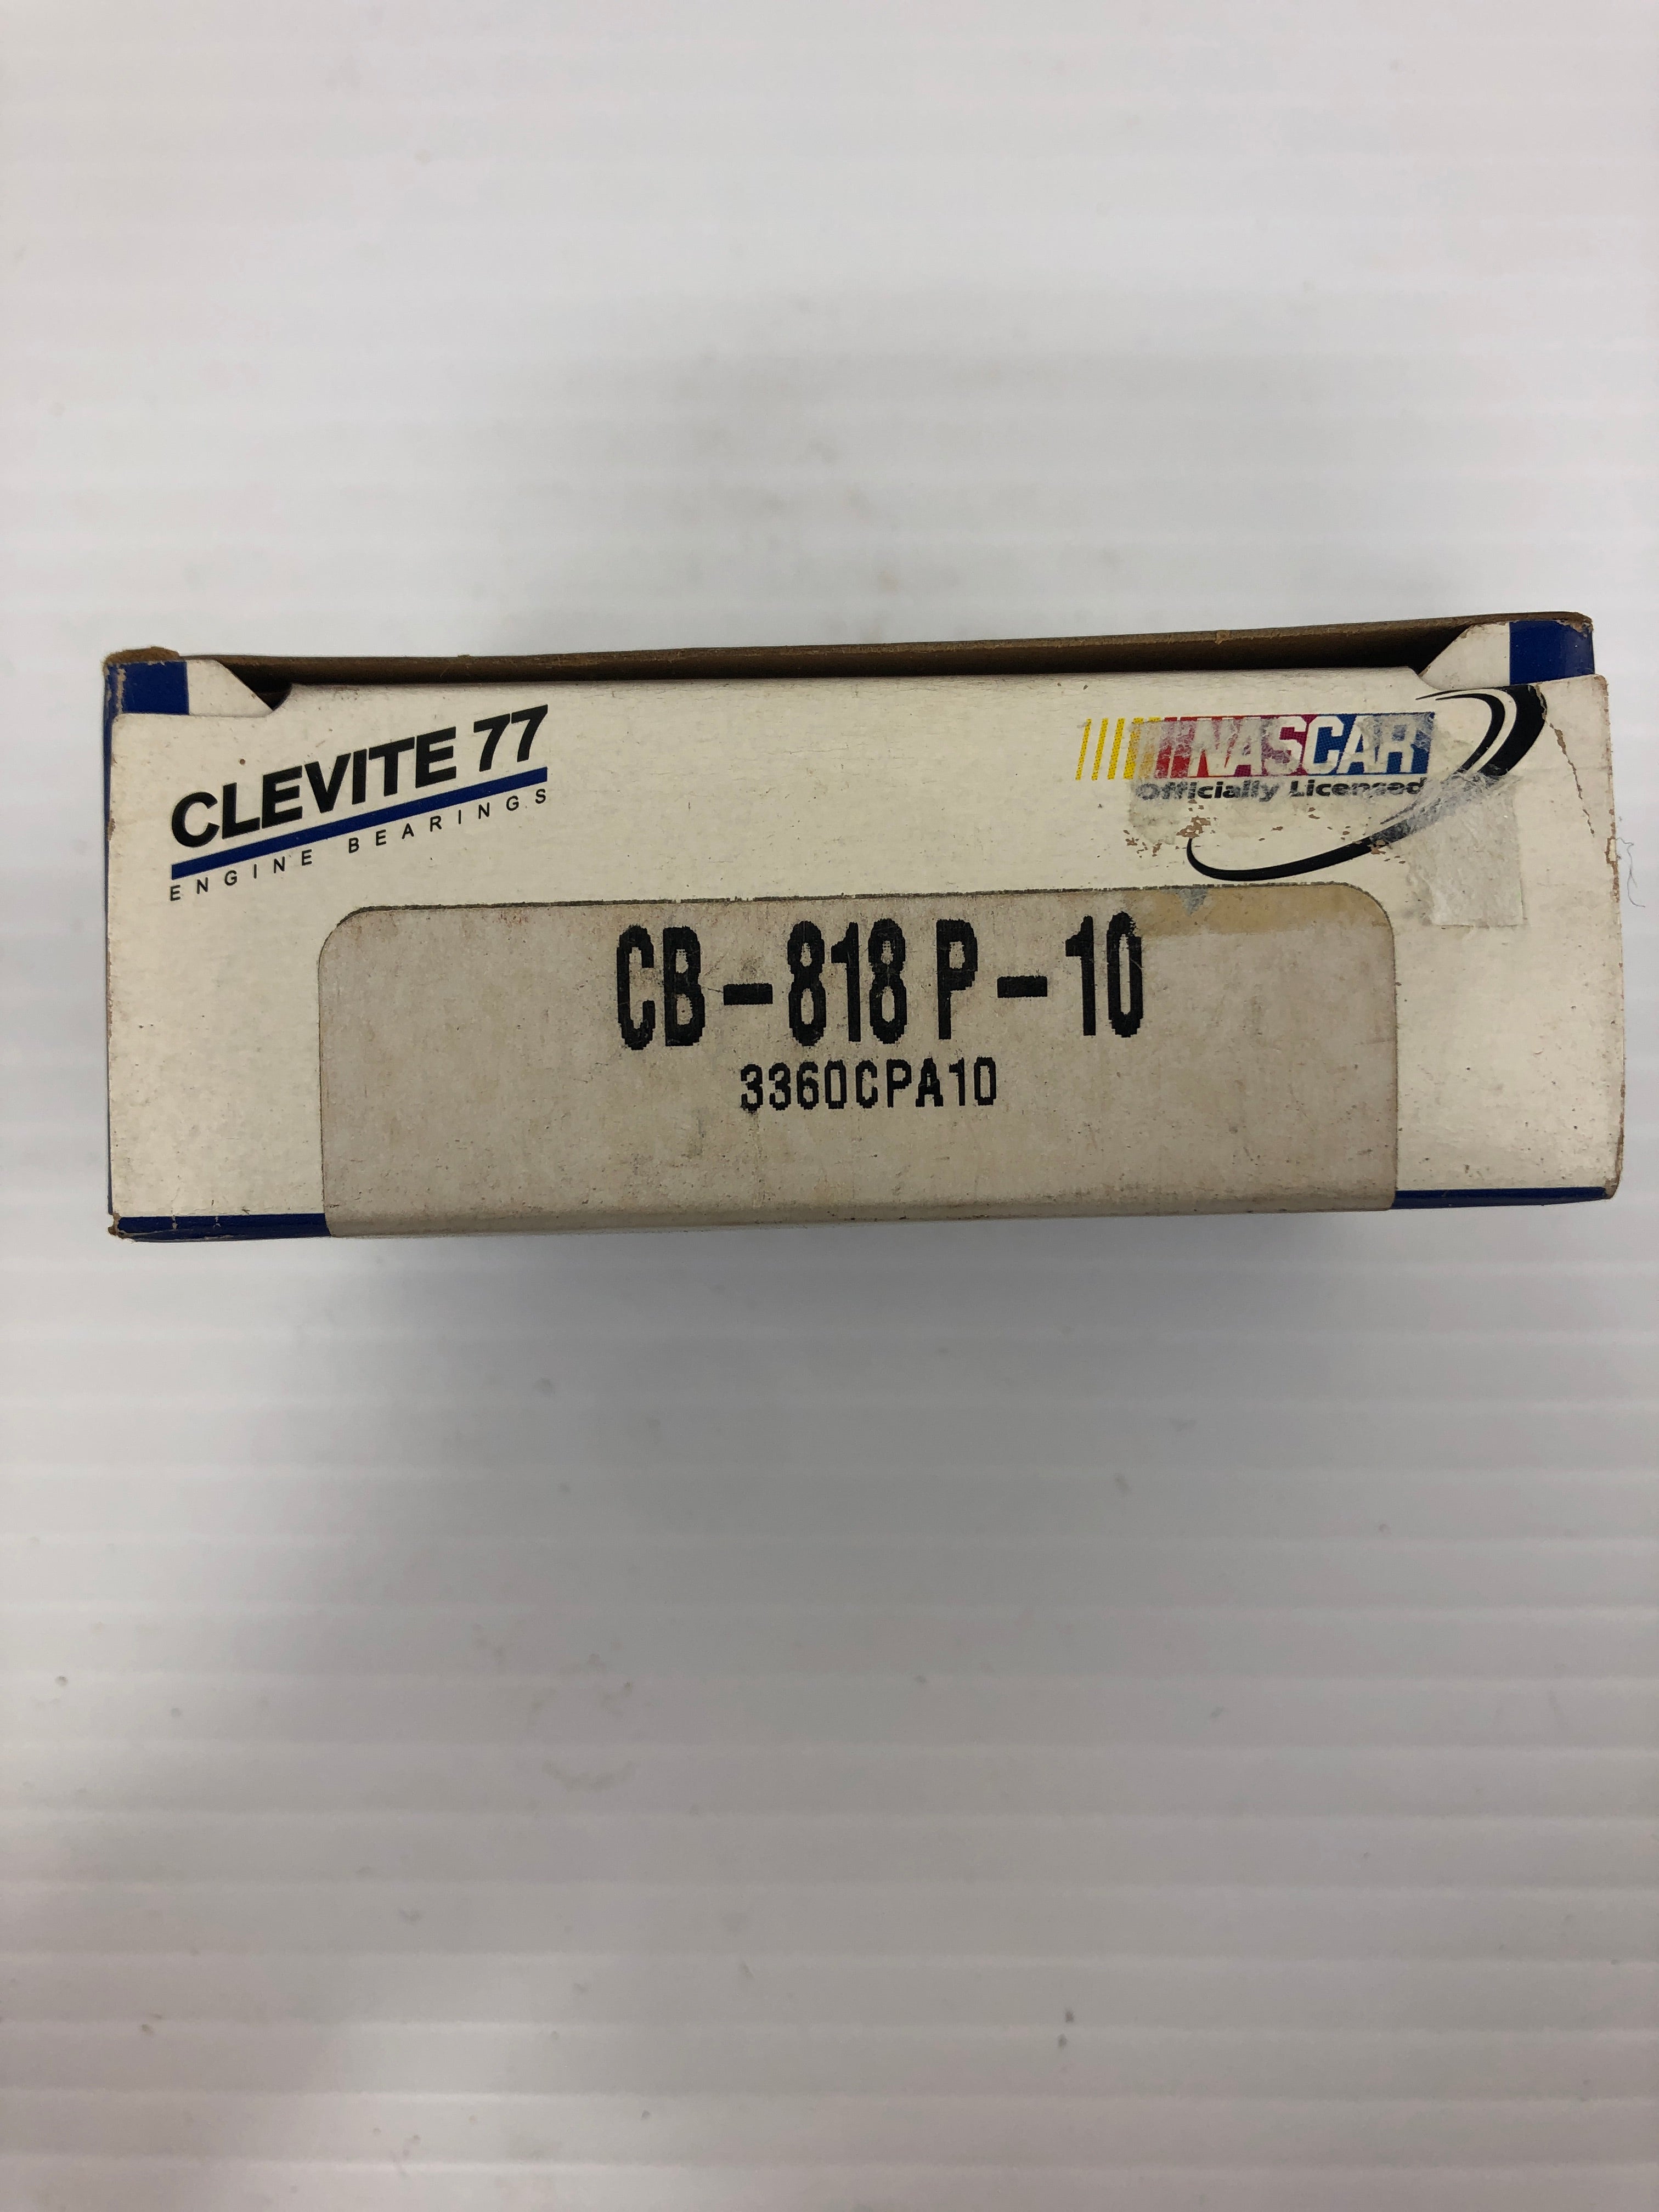 CLEVITE 77
ENGINE BEARINGS
NASCAR
Officially Licensed
CB-818 P-10
3360CPA10